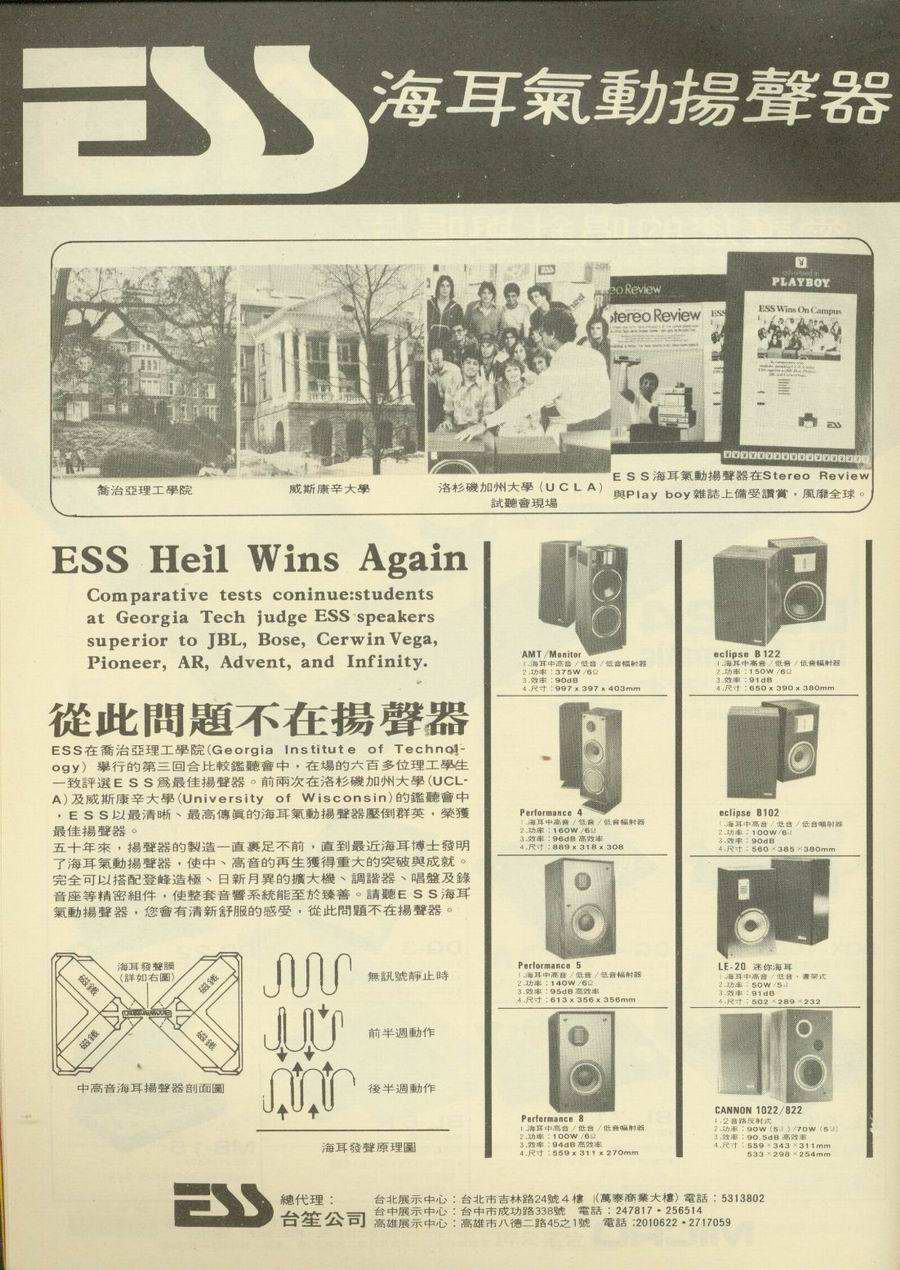 ESS 海耳氣動揚聲器
喬治亞理工學院
威斯康辛大學
洛杉磯加州大學（UCLA）
試聽會現場
Stereo Review
PLAYBOY
ESS Wins On Campus
ESS
ESS海耳氣動揚聲器在Stereo Review
與Play boy雜誌上備受讚賞，風靡全球。
ESS Heil Wins Again
Comparative tests coninue:students
at Georgia Tech judge ESS speakers
superior to JBL, Bose, Cerwin Vega,
Pioneer, AR, Advent, and Infinity.
從此問題不在揚聲器
ESS在喬治亞理工學院(Georgia Institute of Technol-
ogy) 舉行的第三回合比較鑑聽會中，在場的六百多位理工學生
一致評選ESS爲最佳揚聲器。前兩次在洛杉磯加州大學(UCL-
A)及威斯康辛大學(University of Wisconsin)的鑑聽會中
，ESS以最清晰、最高傳眞的海耳氣動揚聲器壓倒群英，榮獲
最佳揚聲器。
五十年來，揚聲器的製造一直裹足不前，直到最近海耳博士發明
了海耳氣動揚聲器，使中、高音的再生獲得重大的突破與成就。
完全可以搭配登峰造極、日新月異的擴大機、調諧器、唱盤及錄
音座等精密組件，使整套音響系統能至於臻善。請聽ESS海耳
氣動揚聲器，您會有清新舒服的感受，從此問題不在揚聲器。
海耳發聲膜
(詳如右圖)
磁鐵
磁鐵
磁鐵
磁鐵
中高音海耳揚聲器剖面圖
無訊號靜止時
前半週動作
後半週動作
海耳發聲原理圖
AMT/Monitor
1.海耳中高音/低音/低音幅射器
2.功率：375W/6Ω
3.效率：90dB
4.尺寸：997x397x403mm
Performance 4
1.海耳中高音/低音/低音幅射器
2.功率：160W/6Ω
3.效率：96dB高效率
4.尺寸：889x318x308
Performance 5
1.海耳中高音/低音/低音幅射器
2.功率：140W/6Ω
3.效率：95dB高效率
4.尺寸：613x356x356mm
Performance 8
1.海耳中高音/低音/低音幅射器
2.功率：100W/6Ω
3.效率：94dB高效率
4.尺寸：559x311x270mm
eclipse B122
1.海耳中高音/低音/低音幅射器
2.功率：150W/6Ω
3.效率：91dB
4.尺寸：650x390x380mm
eclipse B102
1.海耳中高音/低音/低音幅射器
2.功率：100W/6Ω
3.效率：90dB
4.尺寸：560×385×380mm
LE-20 迷你海耳
1.海耳中高音/低音，書架式
2.功率：50W/5Ω
3.效率：91dB
4.尺寸：502×289×232
CANNON 1022/822
1.2音路反射式
2.功率：90W(5Ω)/70W(5Ω)
3.效率：90.5dB高效率
4.尺寸：559×343×311mm
533×298×254mm
ESS 總代理：
台笙公司
台北展示中心：台北市吉林路24號4樓 (萬泰商業大樓) 電話：5313802
台中展示中心：台中市成功路338號 電話：247817・256514
高雄展示中心：高雄市八德二路45之1號 電話:2010622・2717059